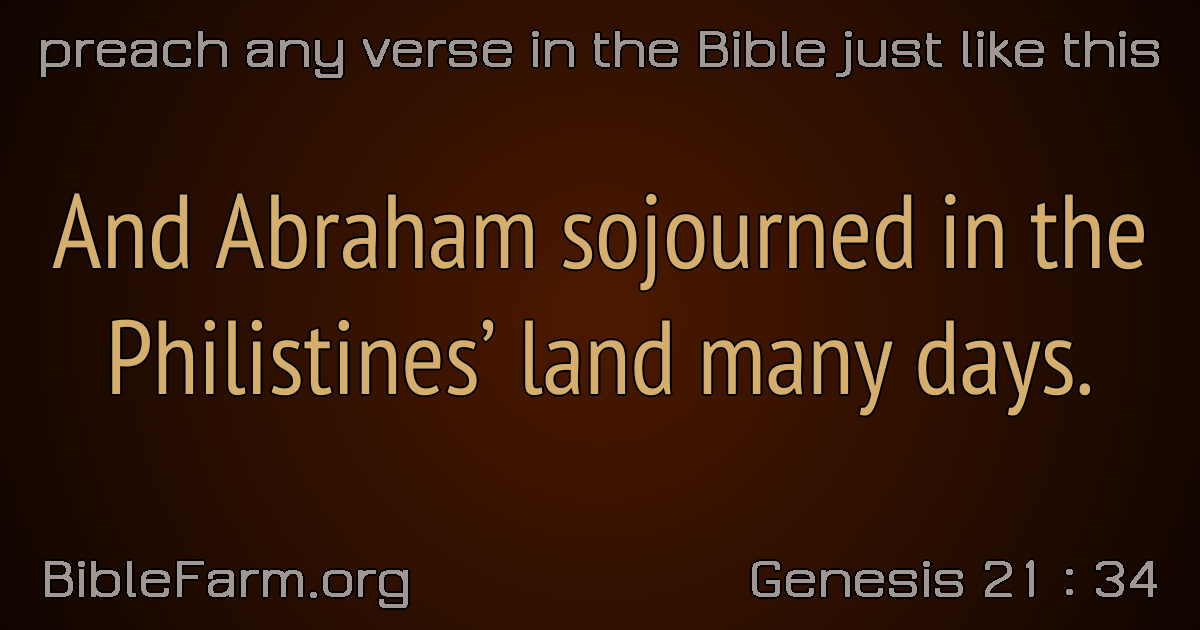 preach any verse in the Bible just like this
And Abraham sojourned in the
Philistines’ land many days.
BibleFarm.org
Genesis 21 : 34